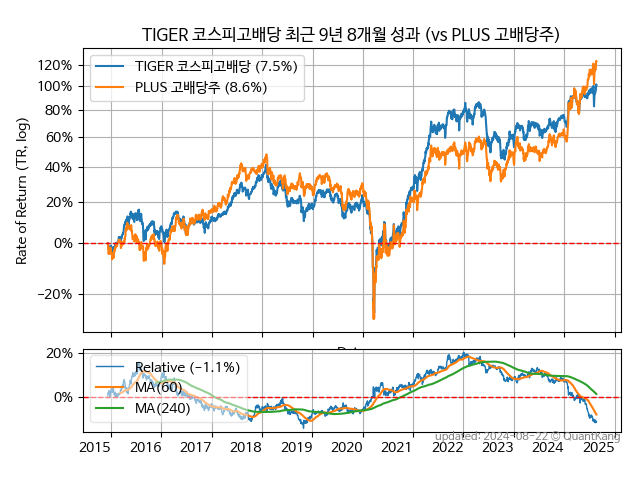 TIGER 코스피고배당 최근 9년 8개월 성과 (vs PLUS 고배당주)
Rate of Return (TR, log)
120%
100%
80%
60%
40%
20%
0%
−20%
TIGER 코스피고배당 (7.5%)
PLUS 고배당주 (8.6%)
20%
0%
Relative (−1.1%)
MA(60)
MA(240)
2015 2016 2017 2018 2019 2020 2021 2022 2023 2024 2025
updated: 2024-08-22 © QuantKang